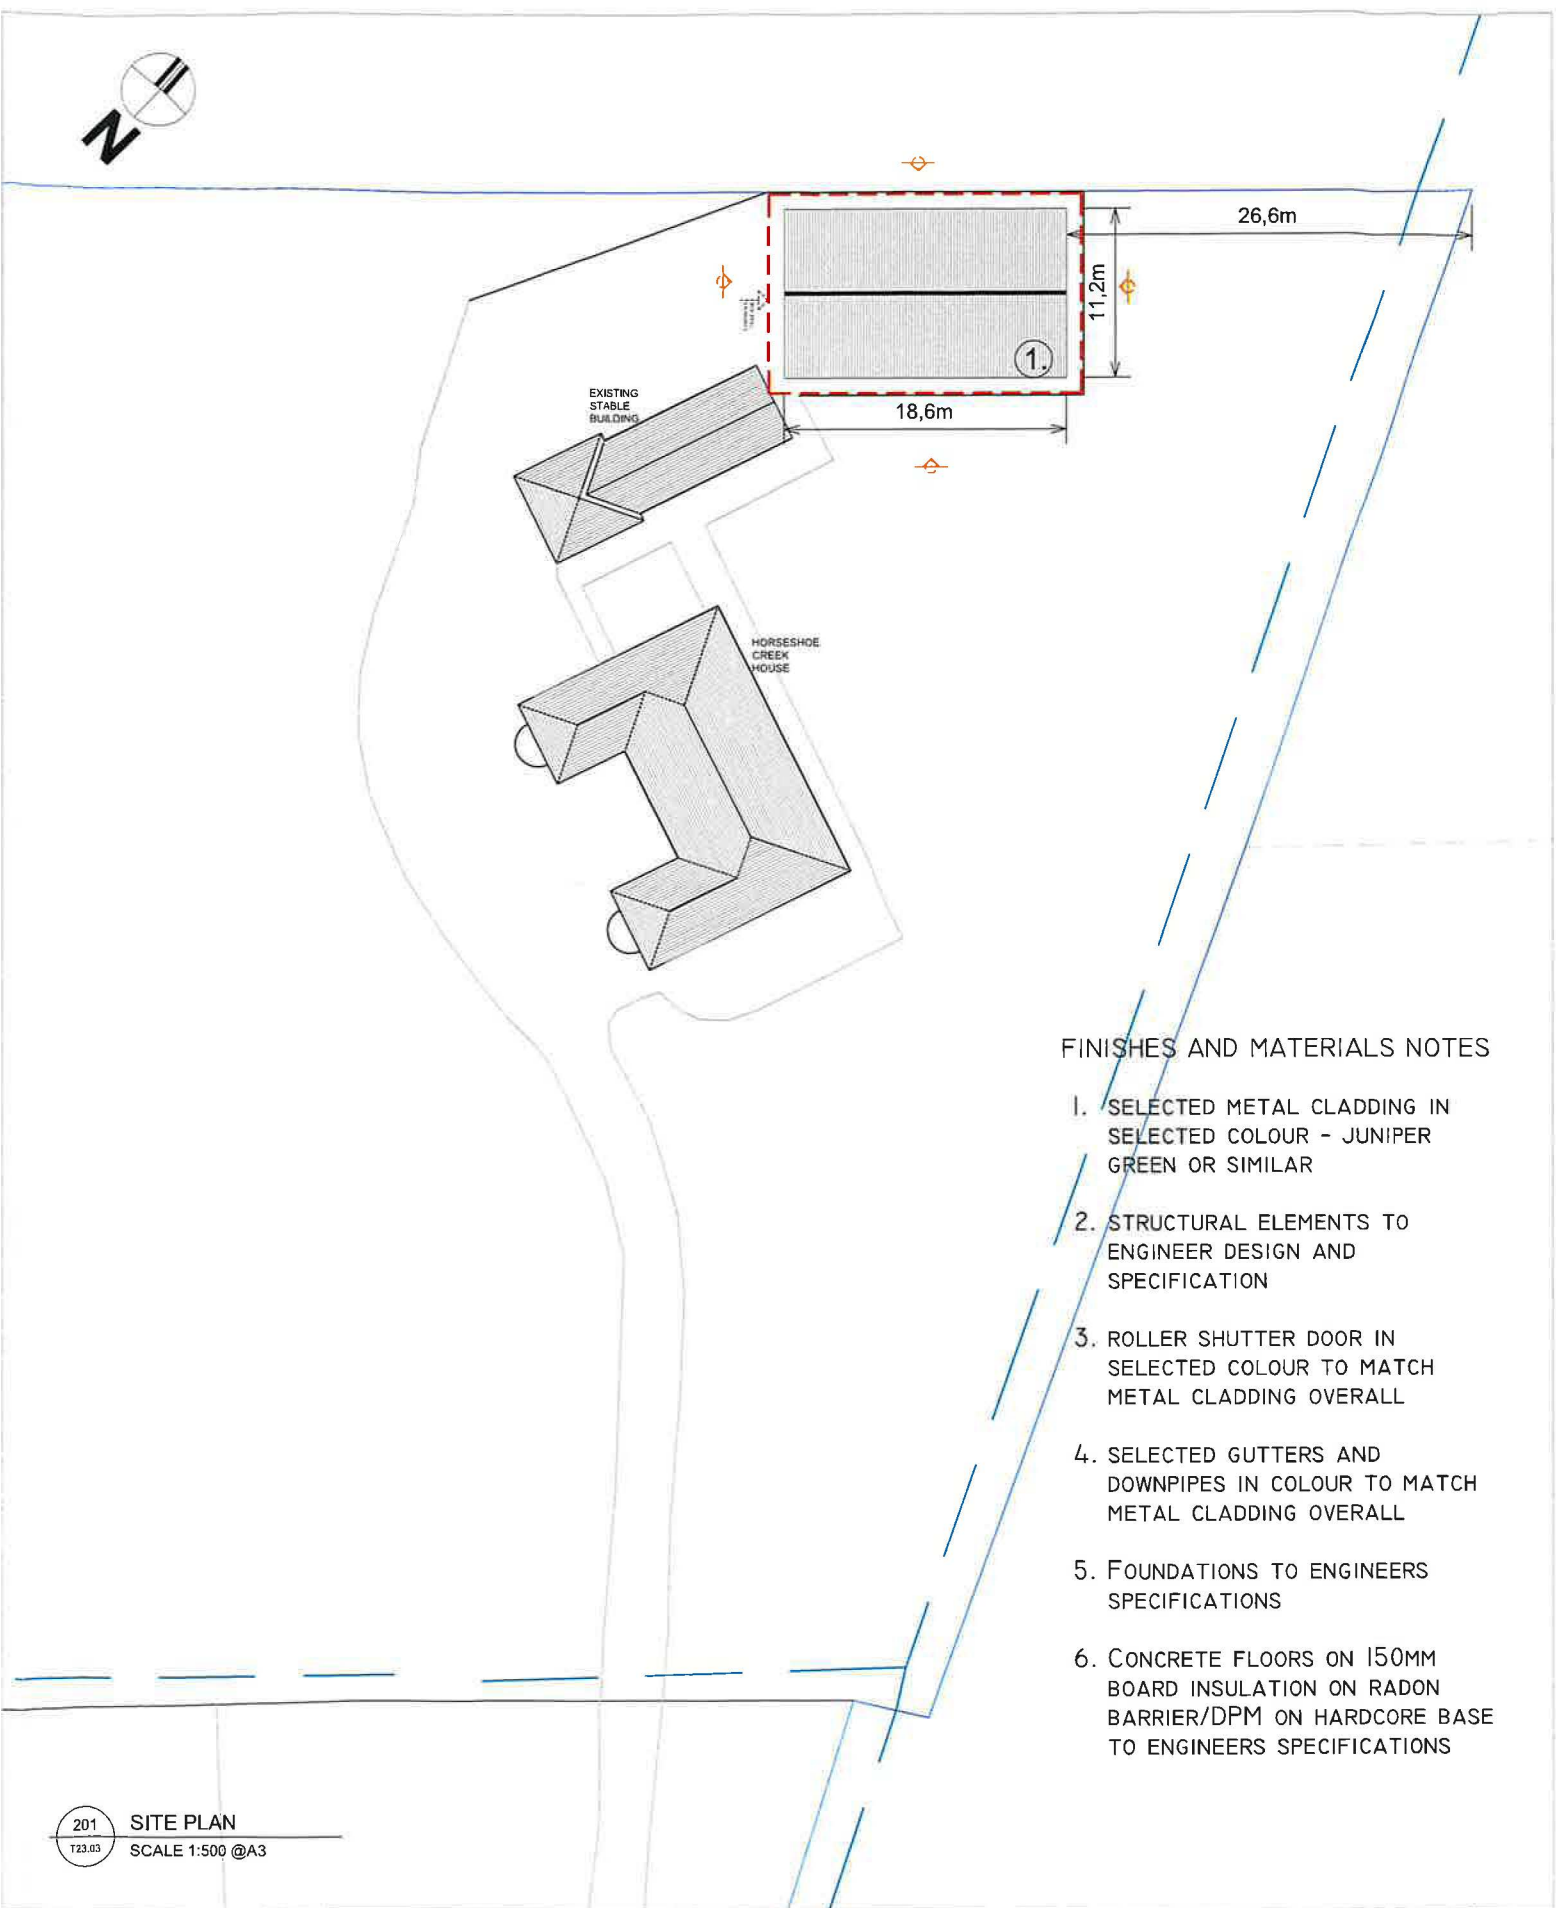 N
26,6m
11,2m
1.
18,6m
EXISTING
STABLE
BUILDING
HORSESHOE
CREEK
HOUSE
FINISHES AND MATERIALS NOTES
1. SELECTED METAL CLADDING IN
SELECTED COLOUR - JUNIPER
GREEN OR SIMILAR
2. STRUCTURAL ELEMENTS TO
ENGINEER DESIGN AND
SPECIFICATION
3. ROLLER SHUTTER DOOR IN
SELECTED COLOUR TO MATCH
METAL CLADDING OVERALL
4. SELECTED GUTTERS AND
DOWNPIPES IN COLOUR TO MATCH
METAL CLADDING OVERALL
5. FOUNDATIONS TO ENGINEERS
SPECIFICATIONS
6. CONCRETE FLOORS ON 150MM
BOARD INSULATION ON RADON
BARRIER/DPM ON HARDCORE BASE
TO ENGINEERS SPECIFICATIONS
201
T23.03
SITE PLAN
SCALE 1:500 @A3